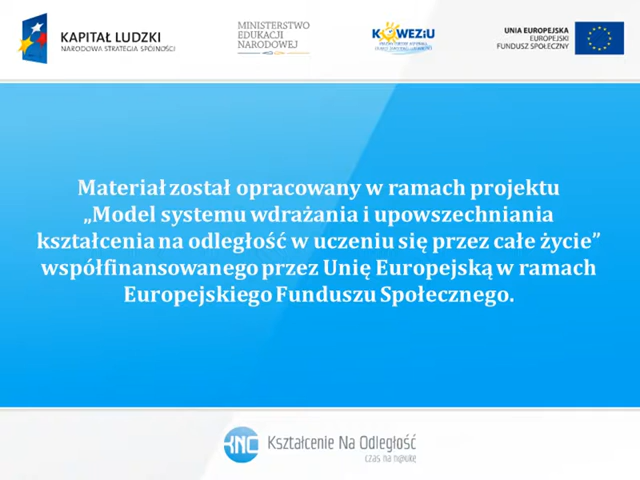 KAPITAŁ LUDZKI
NARODOWA STRATEGIA SPÓJNOŚCI
MINISTERSTWO
EDUKACJI
NARODOWEJ
KOWEZiU
UNIA EUROPEJSKA
EUROPEJSKI
FUNDUSZ SPOŁECZNY
Materiał został opracowany w ramach projektu
„Model systemu wdrażania i upowszechniania
kształcenia na odległość w uczeniu się przez całe życie”
współfinansowanego przez Unię Europejską w ramach
Europejskiego Funduszu Społecznego.
KNO Kształcenie Na Odległość
czas na naukę